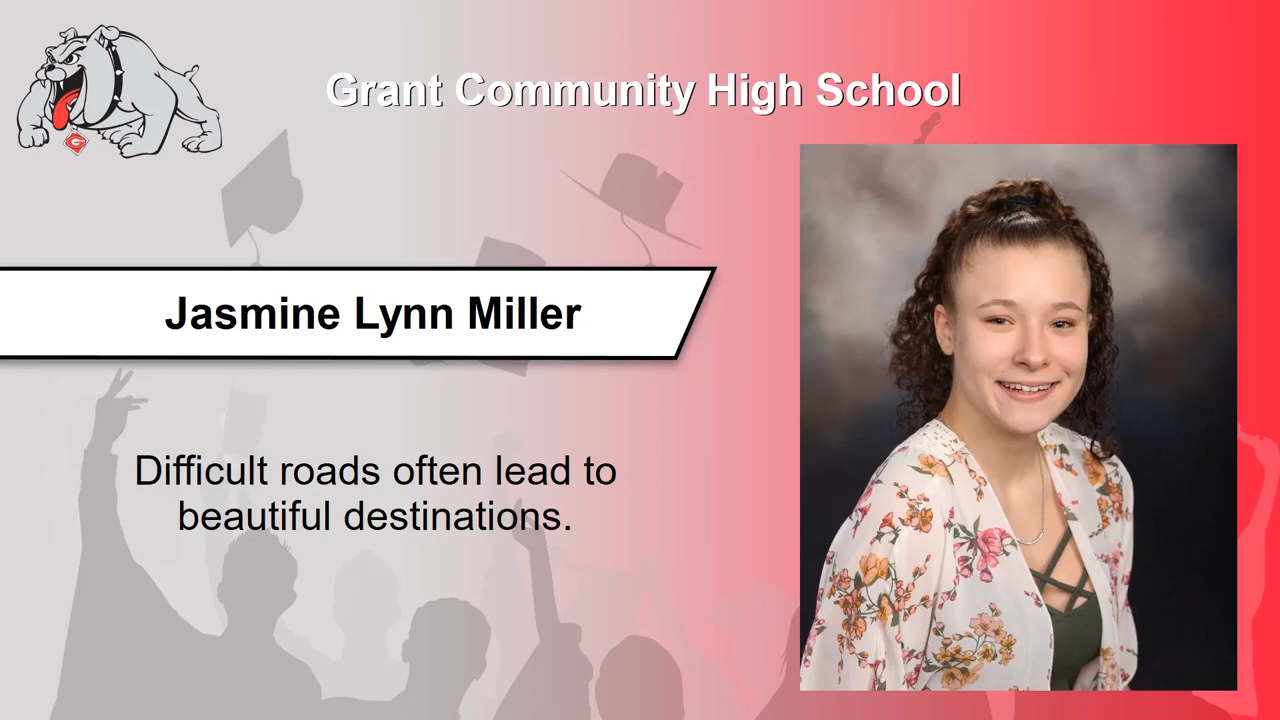 Grant Community High School
Jasmine Lynn Miller
Difficult roads often lead to
beautiful destinations.
G